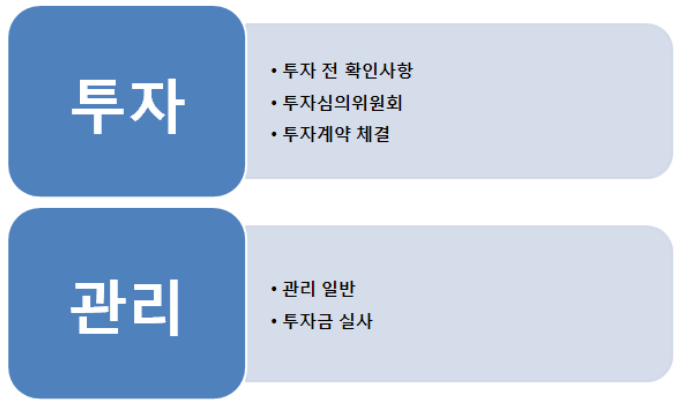 투자
• 투자 전 확인사항
• 투자심의위원회
• 투자계약 체결
관리
• 관리 일반
• 투자금 실사